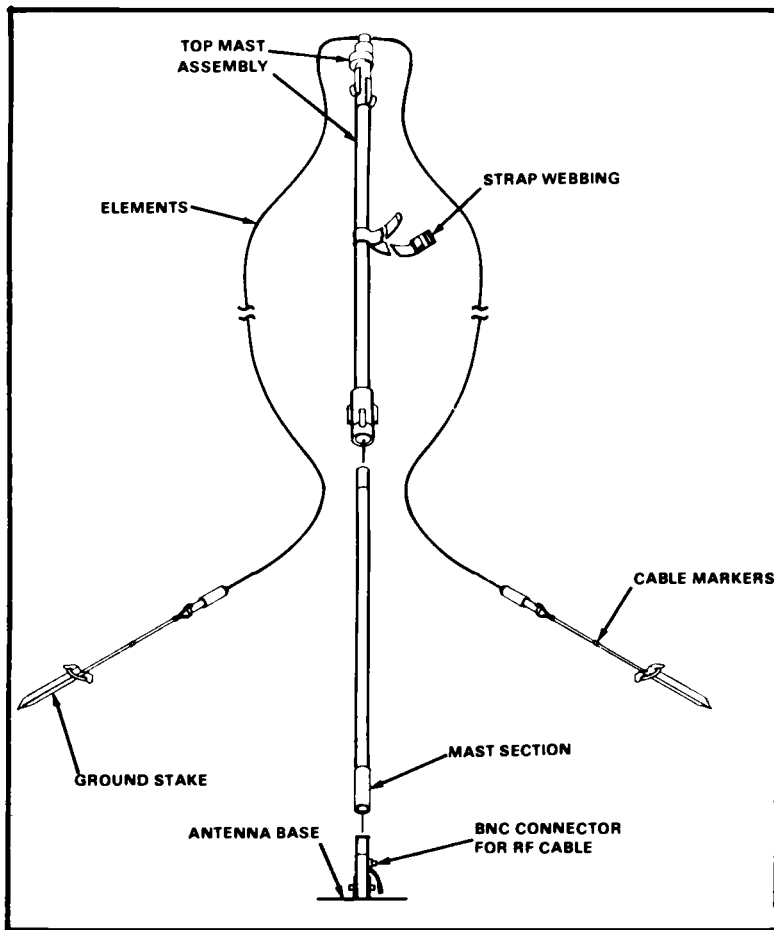 TOP MAST
ASSEMBLY
STRAP WEBBING
ELEMENTS
CABLE MARKERS
GROUND STAKE
MAST SECTION
ANTENNA BASE
BNC CONNECTOR
FOR RF CABLE